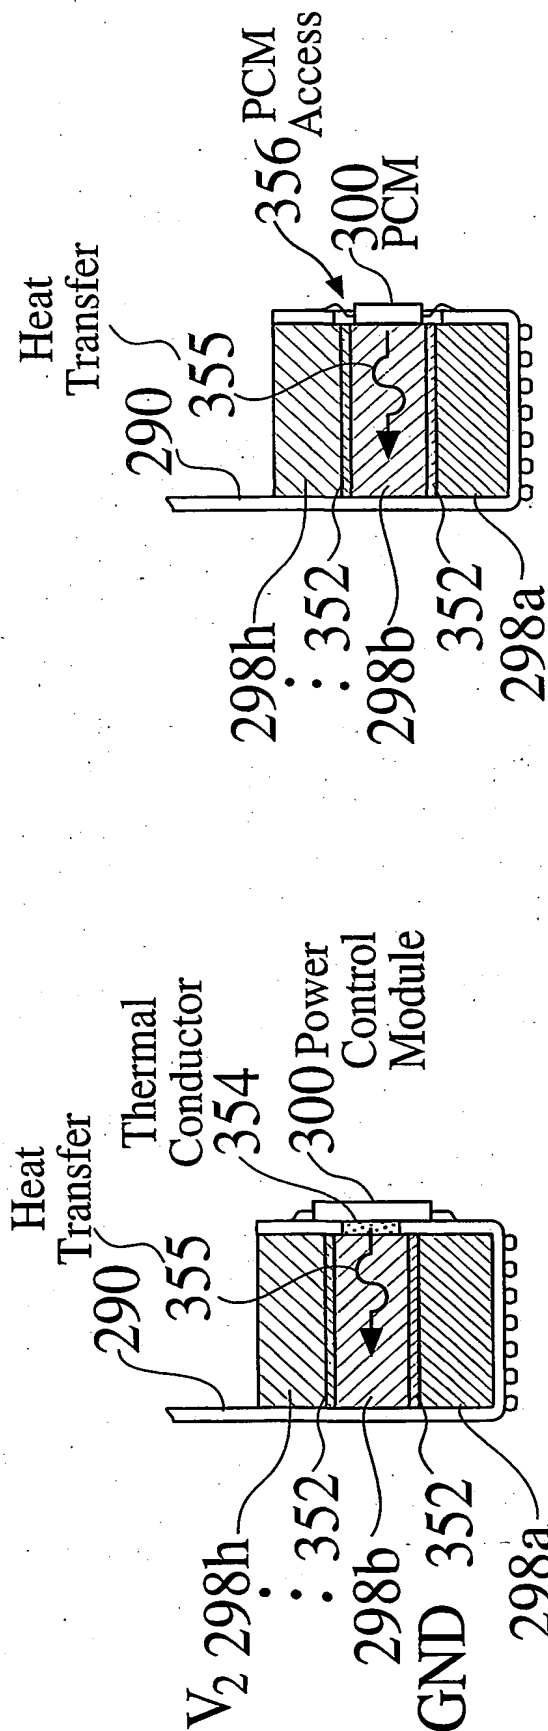 Heat
Transfer
290
355
Thermal
Conductor
354
300 Power
Control
Module
V2 298h
352
298b
GND 352
298a
Heat
Transfer
290
355
356 PCM
Access
300
PCM
298h
352
298b
352
298a